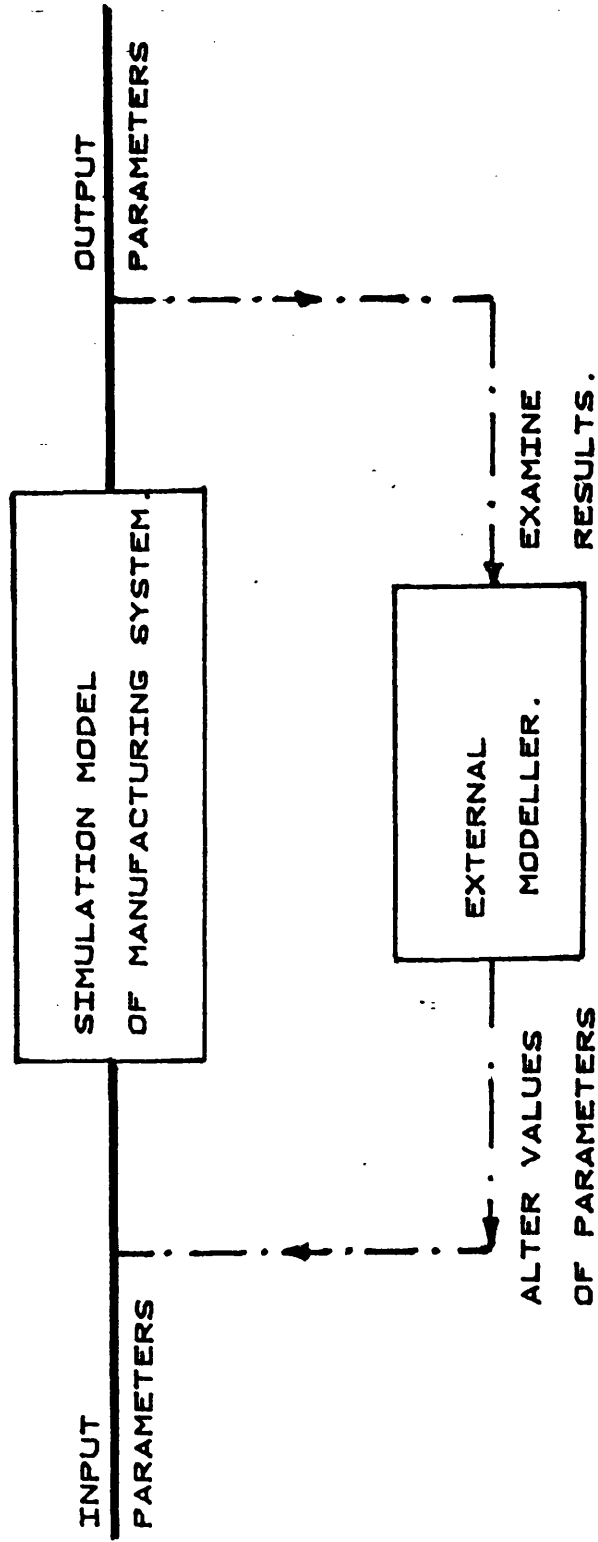 INPUT
PARAMETERS
SIMULATION MODEL
OF MANUFACTURING SYSTEM.
OUTPUT
PARAMETERS
ALTER VALUES
OF PARAMETERS
EXTERNAL
MODELLER.
EXAMINE
RESULTS.